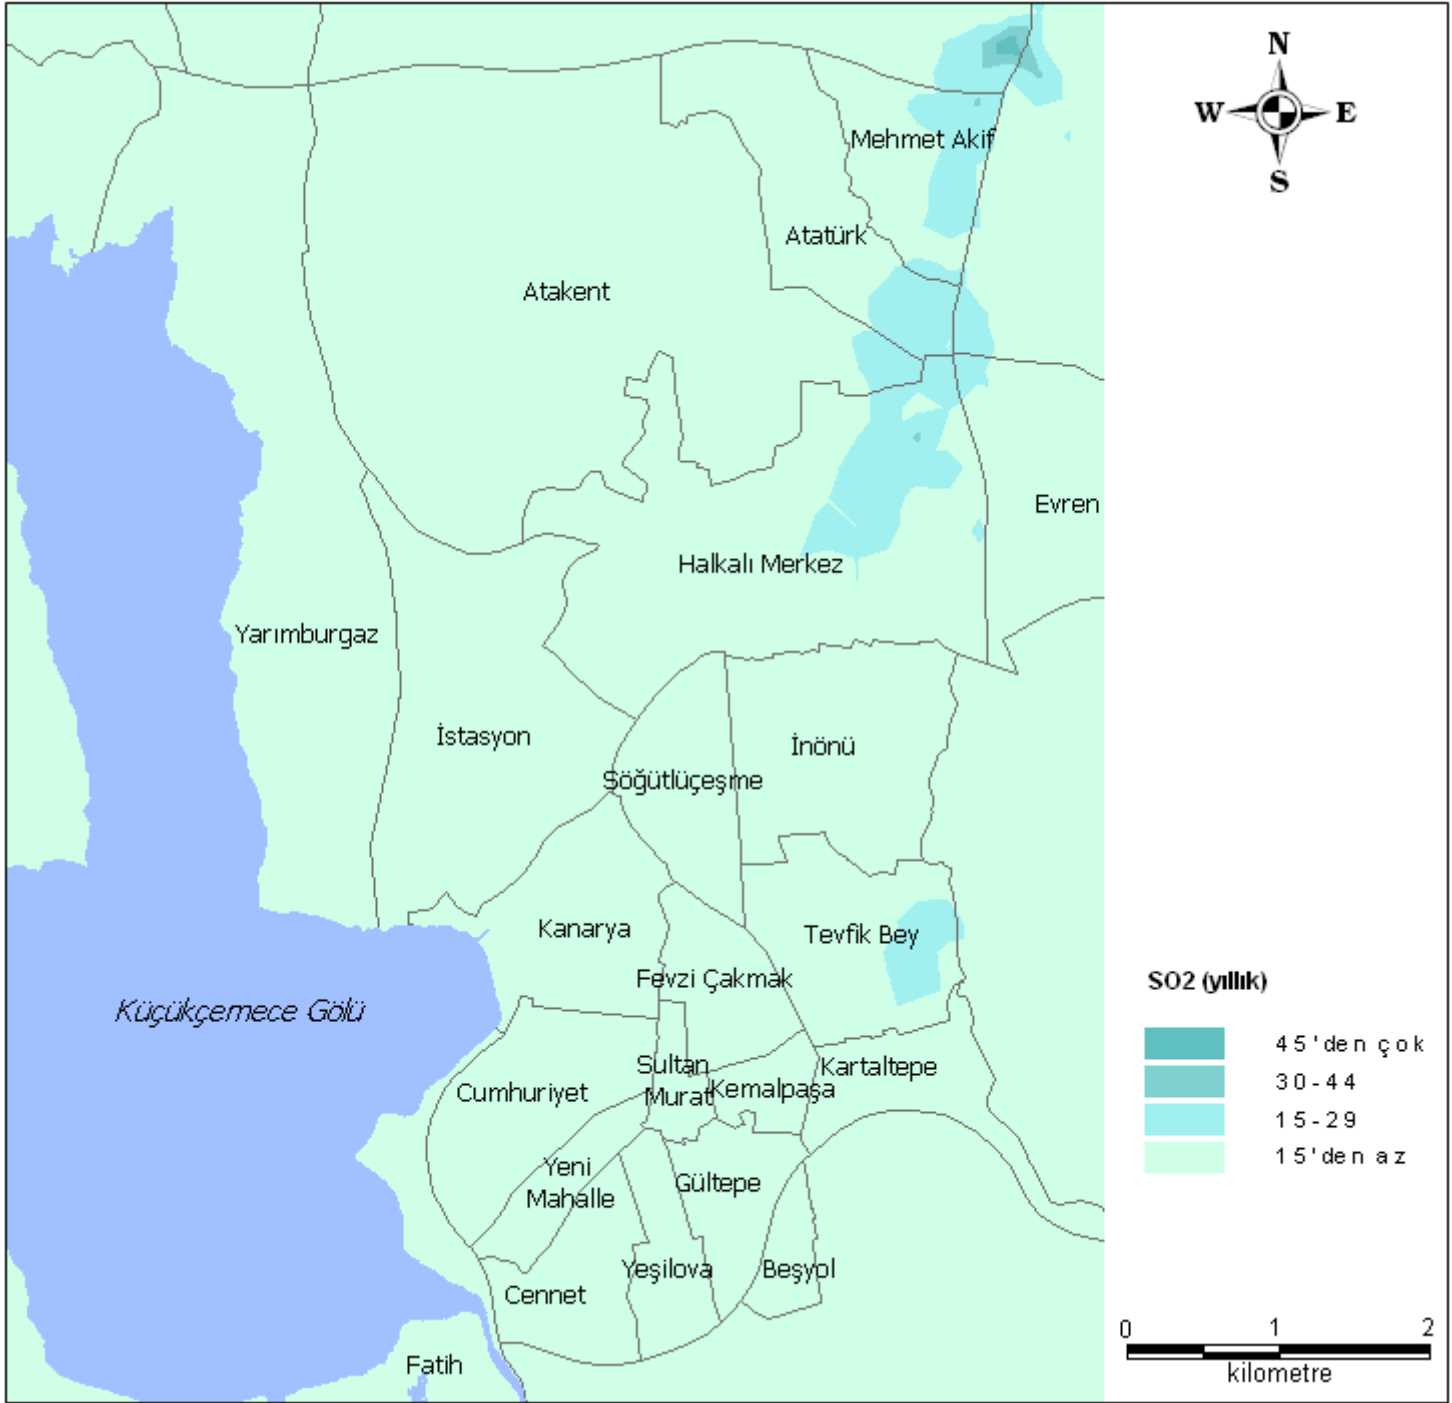 N
W E
S
Mehmet Akif
Atatürk
Atakent
Evren
Halkalı Merkez
Yarımburgaz
İstasyon
İnönü
Söğütlüçeşme
Kanarya
Tevfik Bey
Fevzi Çakmak
Küçükçemece Gölü
Sultan
Murat
Kartaltepe
Kemalpaşa
Cumhuriyet
Yeni
Mahalle
Gültepe
Yeşilova
Beşyol
Cennet
Fatih
SO2 (yıllık)
45'den çok
30-44
15-29
15'den az
0 1 2
kilometre